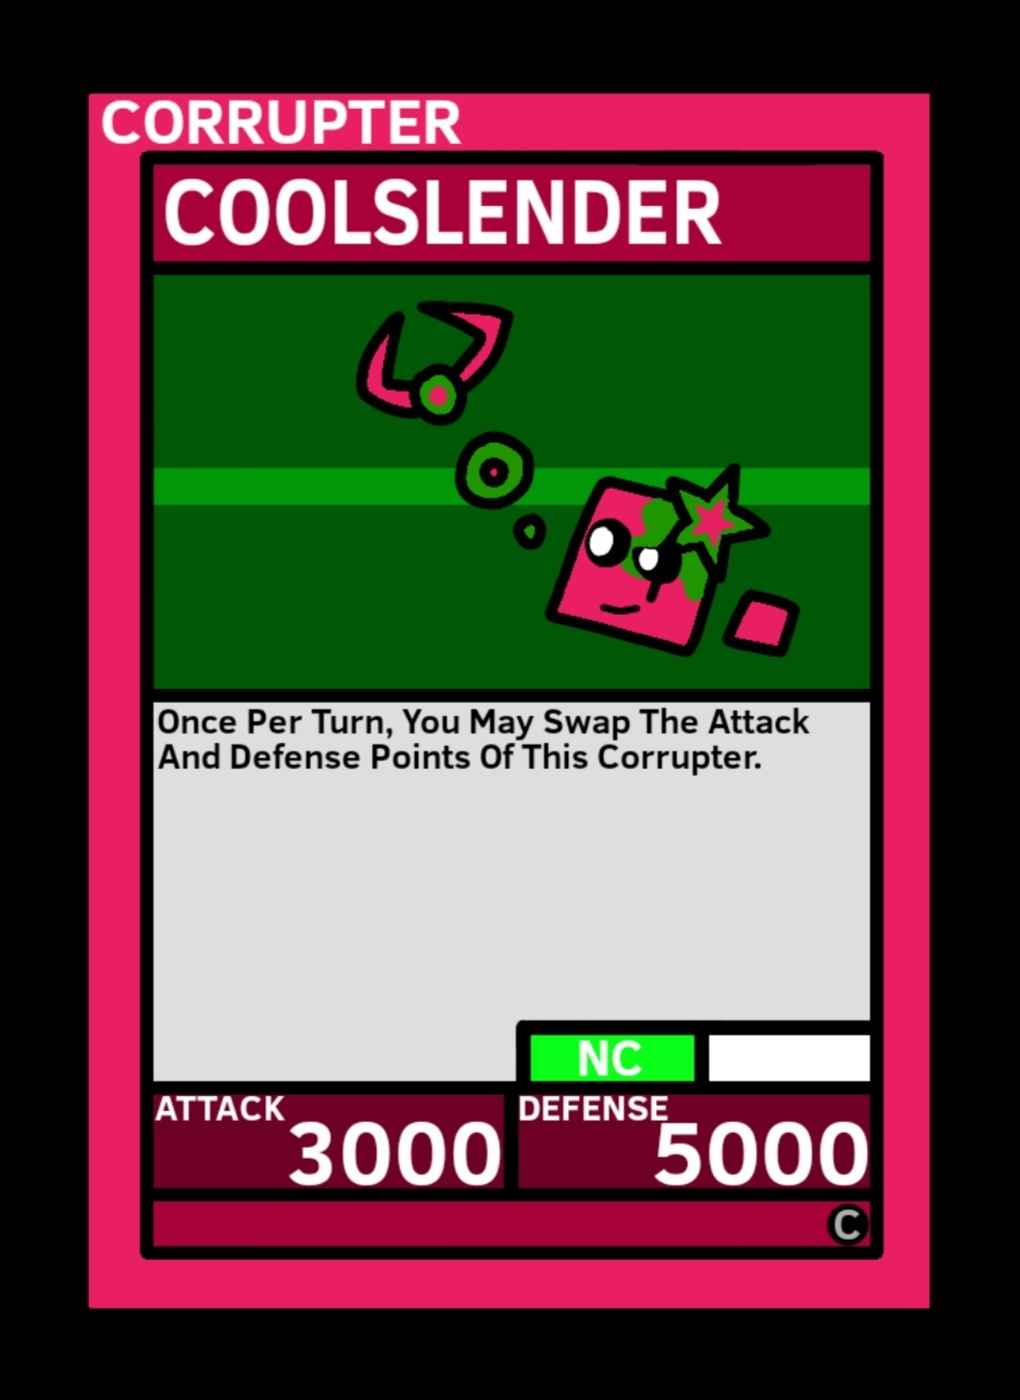 CORRUPTER
COOLSLENDER
Once Per Turn, You May Swap The Attack
And Defense Points Of This Corrupter.
NC
ATTACK
3000
DEFENSE
5000
C